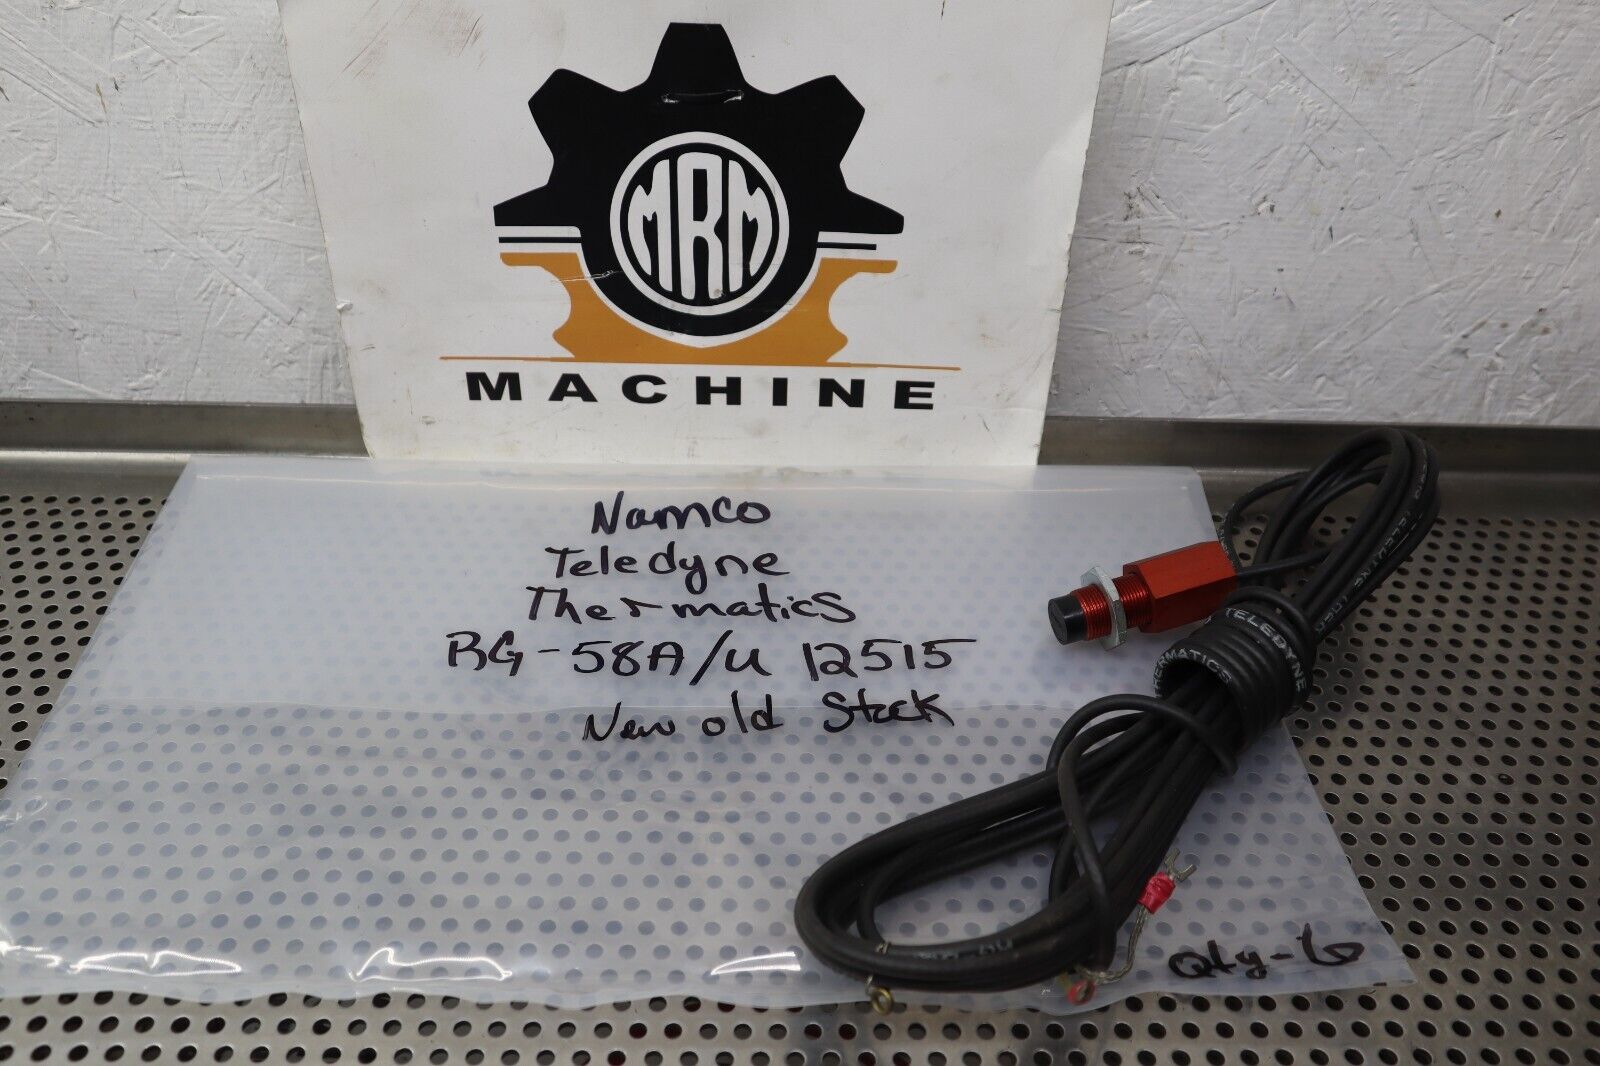 MRM
MACHINE
Namco
Teledyne
Thermatics
RG-58A/U 12515
New old Stock
TELEDYNE
THERMATICS
Qty-6